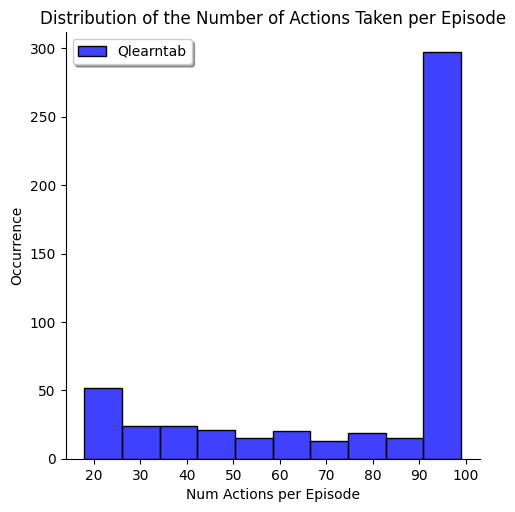 Distribution of the Number of Actions Taken per Episode
Qlearntab
300
250
200
150
100
50
0
Occurrence
20 30 40 50 60 70 80 90 100
Num Actions per Episode